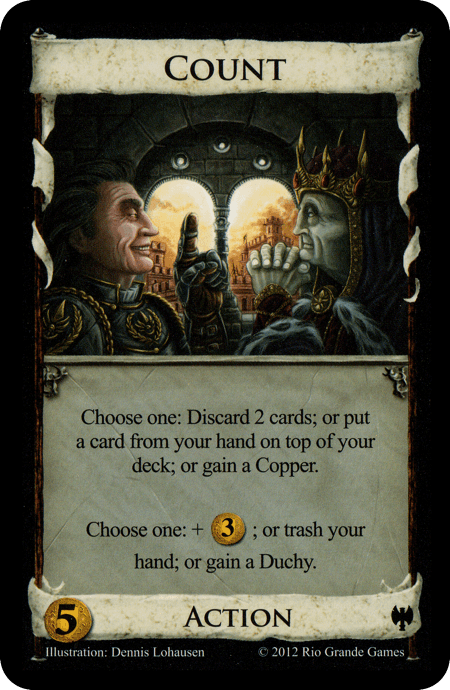 COUNT
Choose one: Discard 2 cards; or put
a card from your hand on top of your
deck; or gain a Copper.
Choose one: + 3 ; or trash your
hand; or gain a Duchy.
5 ACTION
Illustration: Dennis Lohausen © 2012 Rio Grande Games